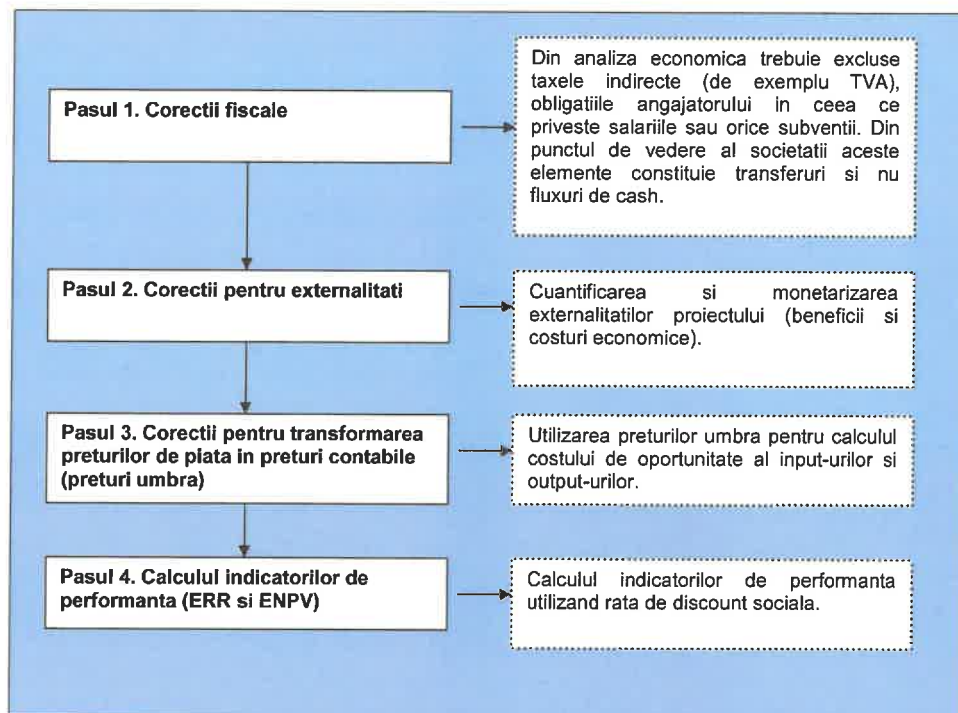 Pasul 1. Corectii fiscale
Din analiza economica trebuie excluse
taxele indirecte (de exemplu TVA),
obligatiile angajatorului in ceea ce
priveste salariile sau orice subventii. Din
punctul de vedere al societatii aceste
elemente constituie transferuri si nu
fluxuri de cash.
Pasul 2. Corectii pentru externalitati
Cuantificarea si monetarizarea
externalitatilor proiectului (beneficii si
costuri economice).
Pasul 3. Corectii pentru transformarea
preturilor de piata in preturi contabile
(preturi umbra)
Utilizarea preturilor umbra pentru calculul
costului de oportunitate al input-urilor si
output-urilor.
Pasul 4. Calculul indicatorilor de
performanta (ERR si ENPV)
Calculul indicatorilor de performanta
utilizand rata de discount sociala.